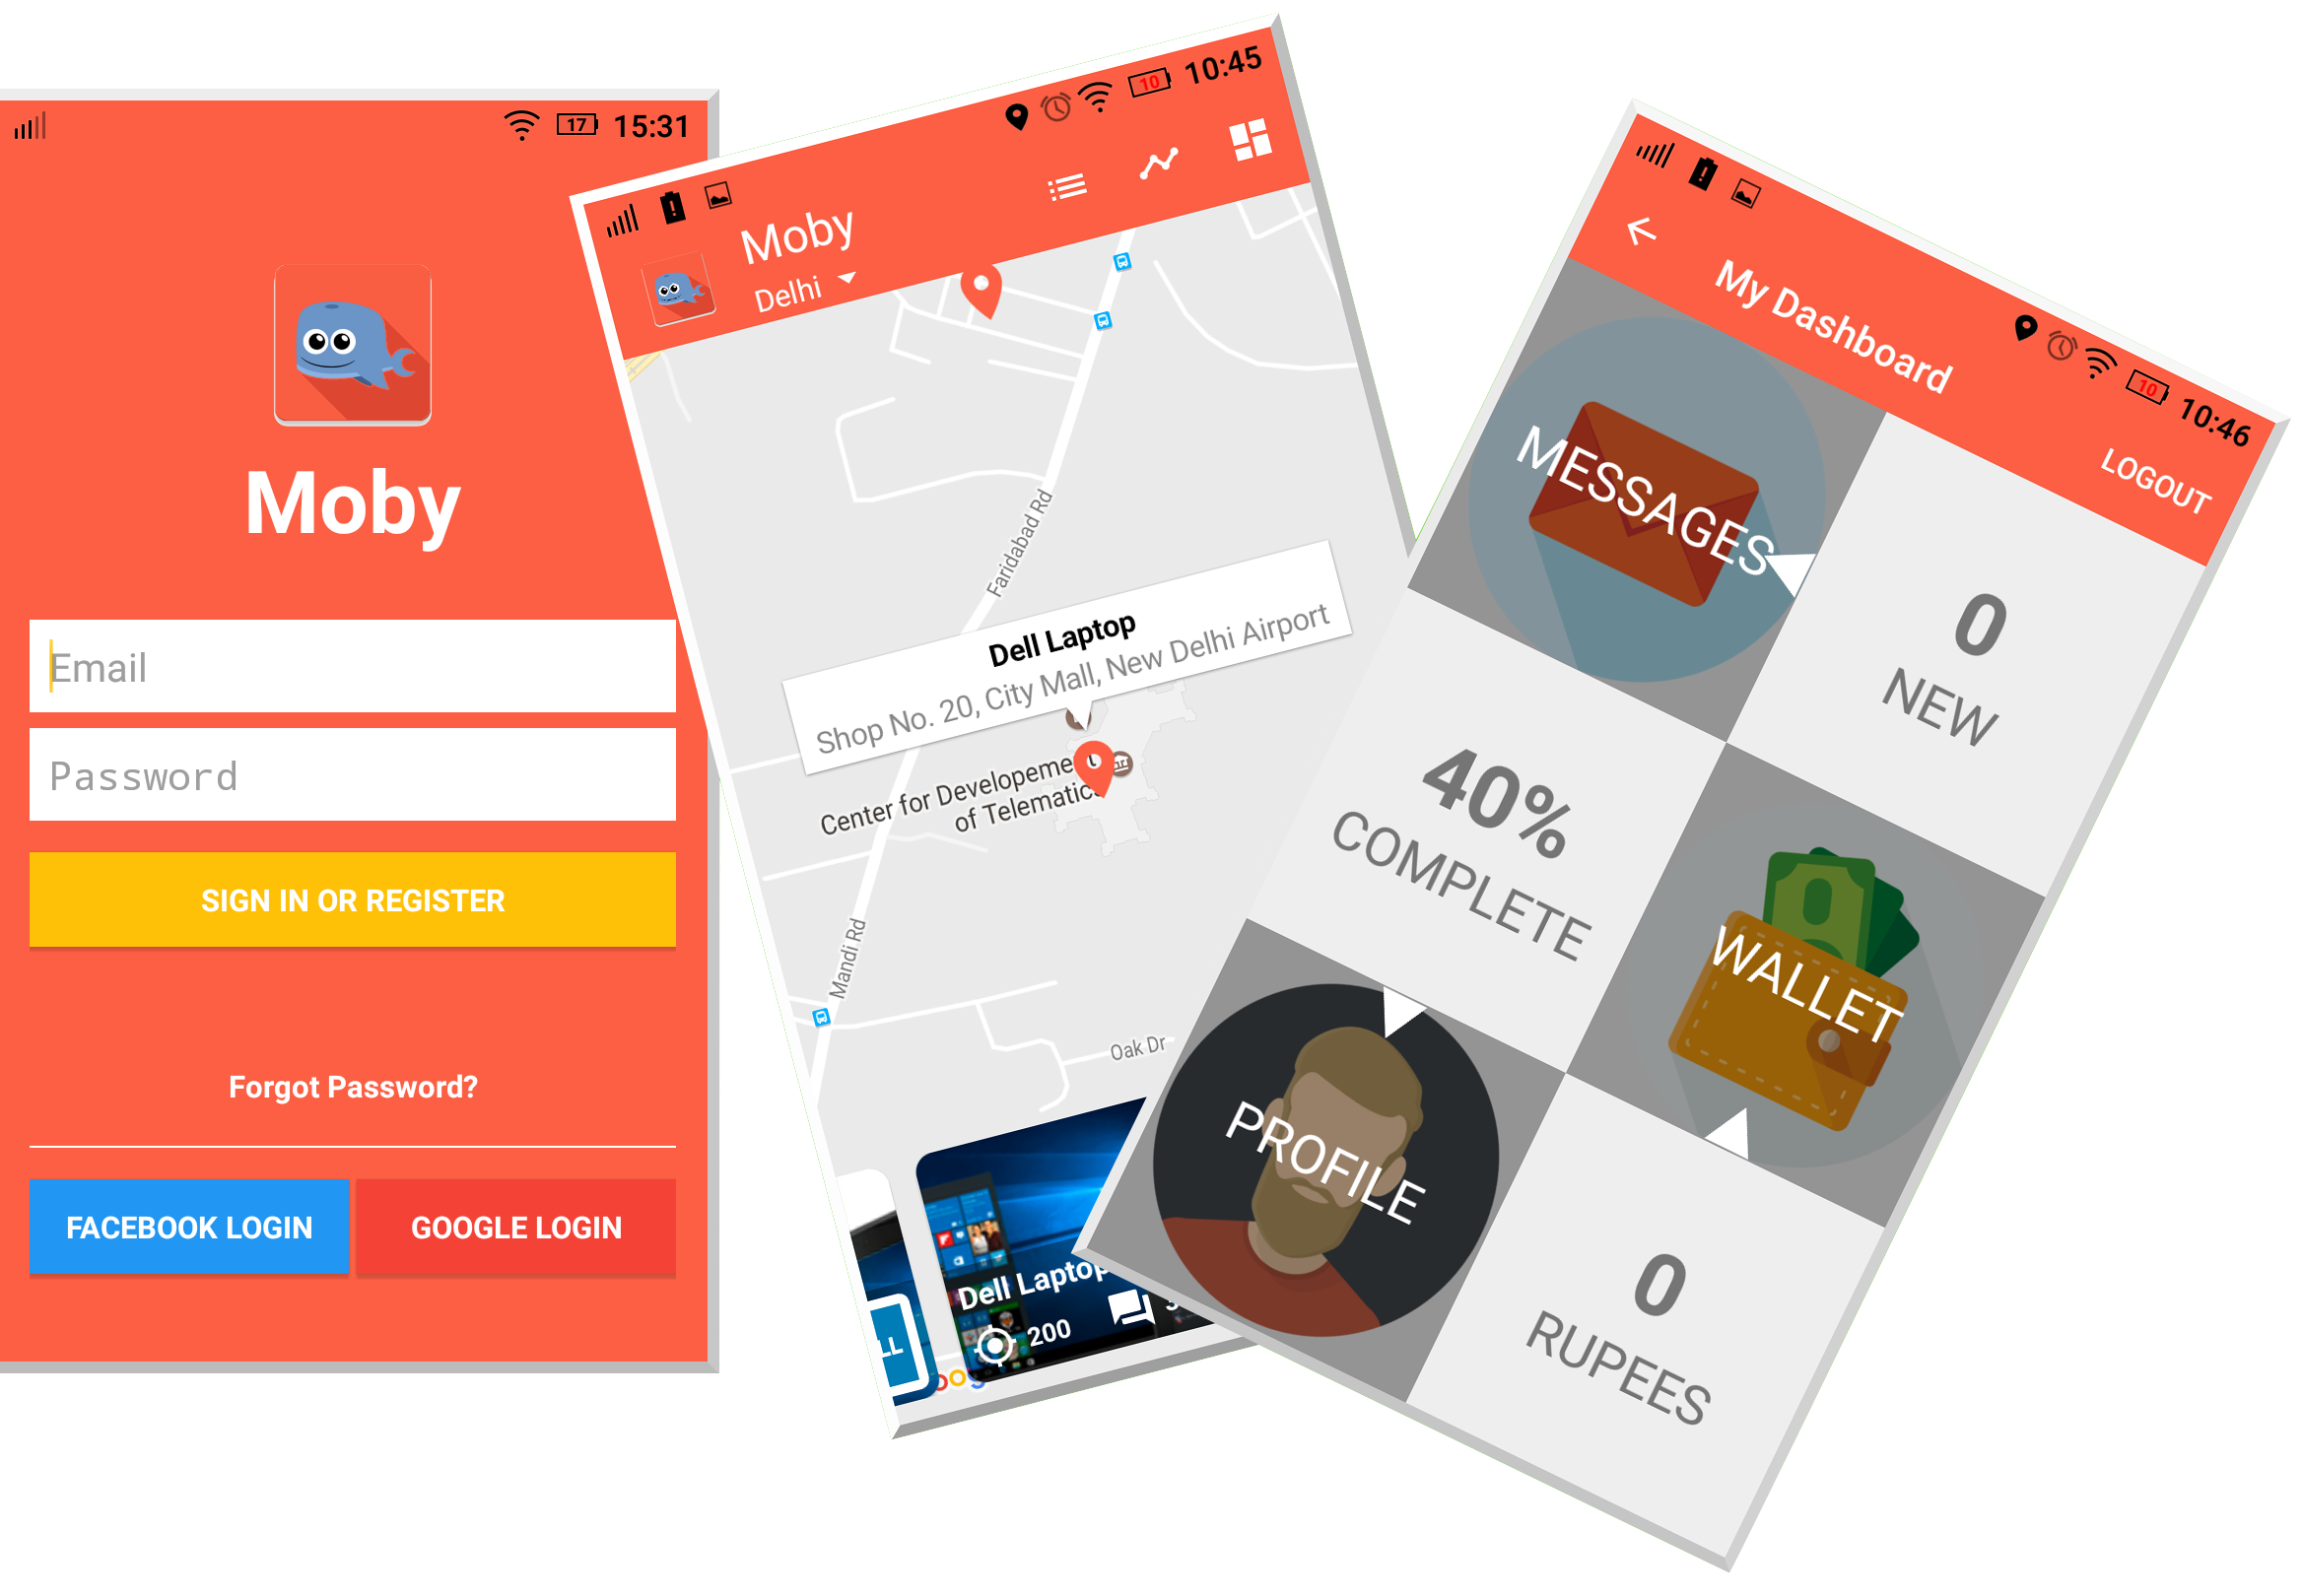 17 15:31
Moby
Email
Password
SIGN IN OR REGISTER
Forgot Password?
FACEBOOK LOGIN
GOOGLE LOGIN
10 10:45
Moby
Delhi
Faridabad Rd
Dell Laptop
Shop No. 20, City Mall, New Delhi Airport
Center for Developement
of Telematics
Mandi Rd
Oak Dr
Dell Laptop
200
10 10:46
My Dashboard
LOGOUT
MESSAGES
0
NEW
40%
COMPLETE
WALLET
PROFILE
0
RUPEES